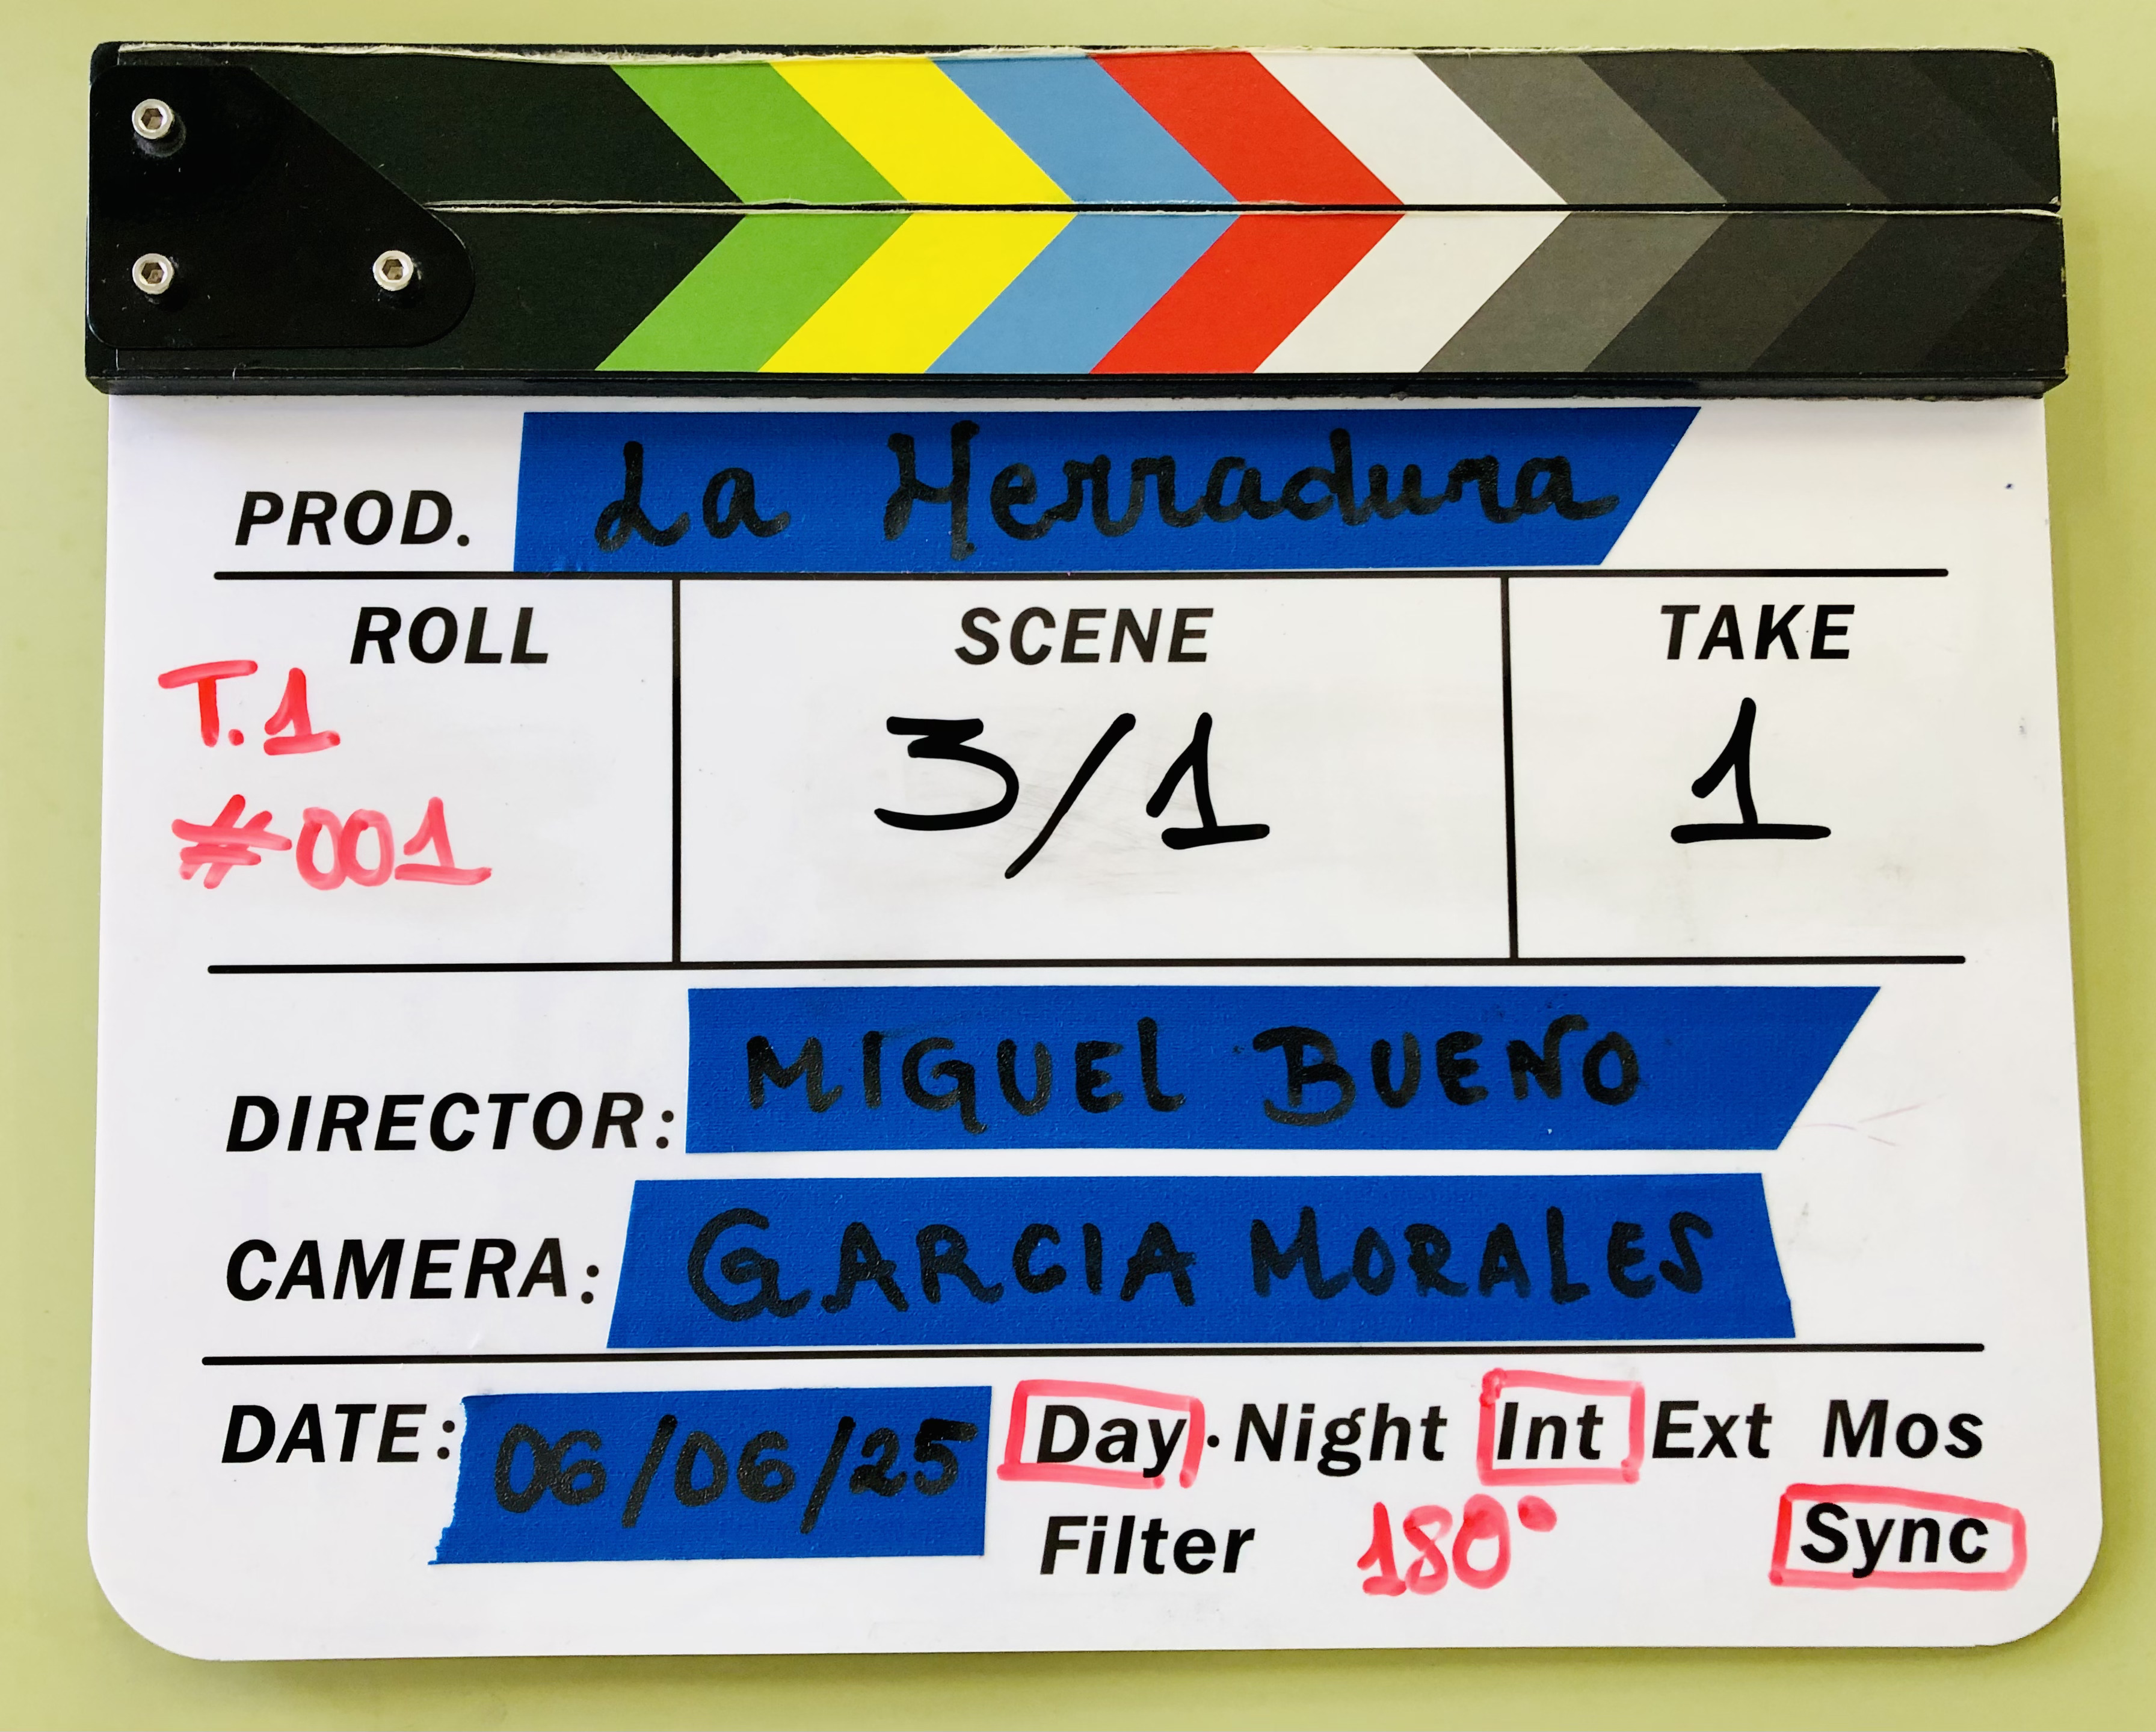 PROD. La Herradura
ROLL SCENE TAKE
T.1
#001
3/1
1
DIRECTOR: MIGUEL BUENO
CAMERA: GARCIA MORALES
DATE: 06/06/25 Day · Night Int Ext Mos
Filter 180° Sync